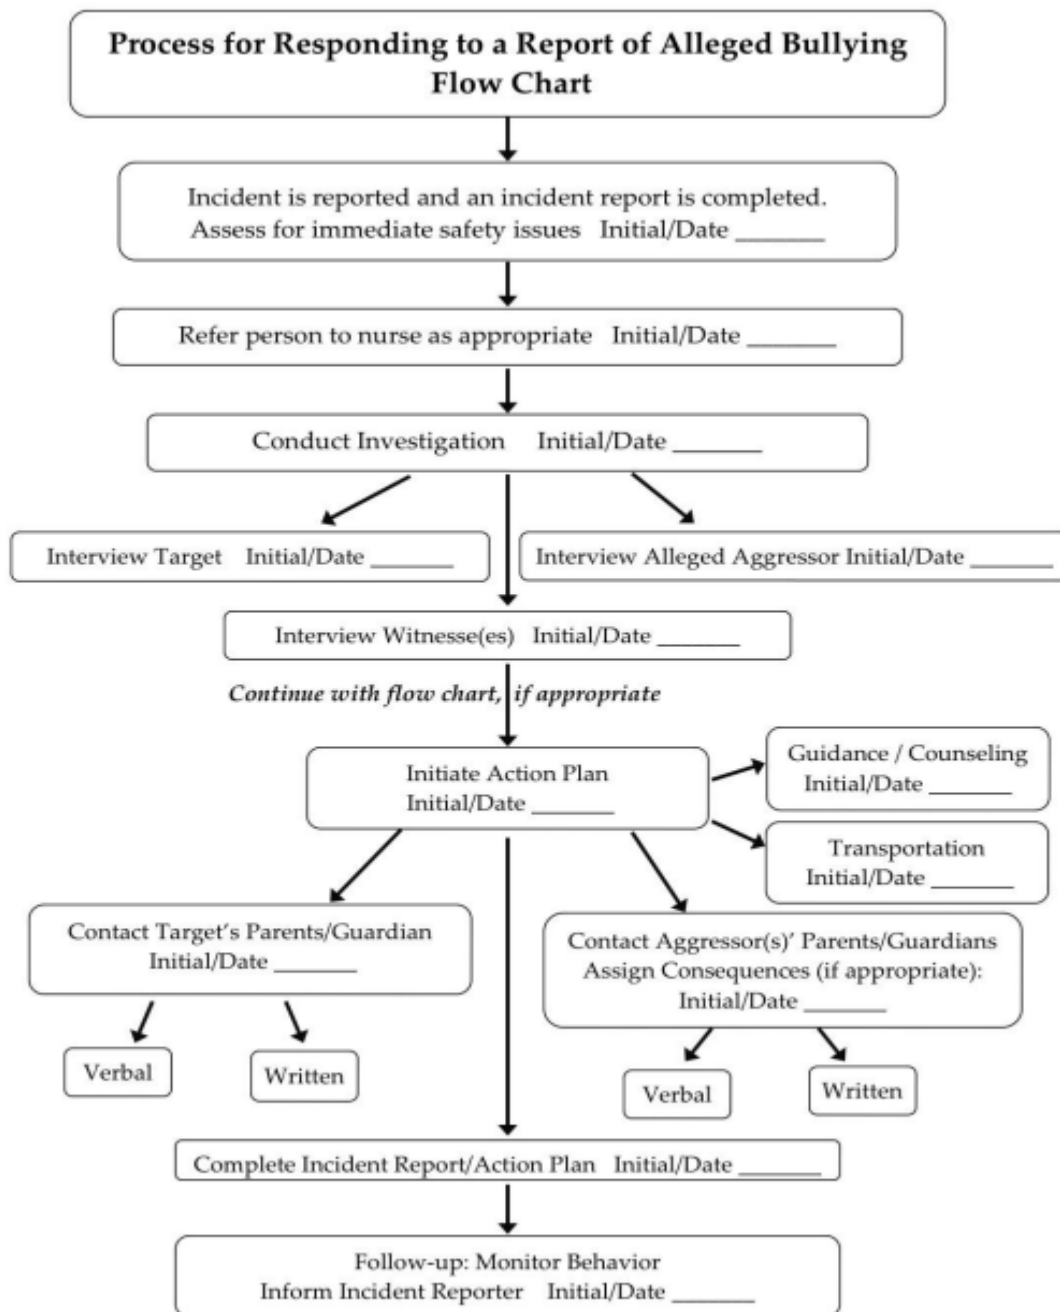 Process for Responding to a Report of Alleged Bullying
Flow Chart
Incident is reported and an incident report is completed.
Assess for immediate safety issues   Initial/Date _______
Refer person to nurse as appropriate   Initial/Date _______
Conduct Investigation   Initial/Date _______
Interview Target   Initial/Date _______
Interview Alleged Aggressor Initial/Date _______
Interview Witnesse(es)   Initial/Date _______
Continue with flow chart, if appropriate
Initiate Action Plan
Initial/Date _______
Guidance / Counseling
Initial/Date _______
Transportation
Initial/Date _______
Contact Target's Parents/Guardian
Initial/Date _______
Contact Aggressor(s)' Parents/Guardians
Assign Consequences (if appropriate):
Initial/Date _______
Verbal
Written
Verbal
Written
Complete Incident Report/Action Plan   Initial/Date _______
Follow-up: Monitor Behavior
Inform Incident Reporter   Initial/Date _______